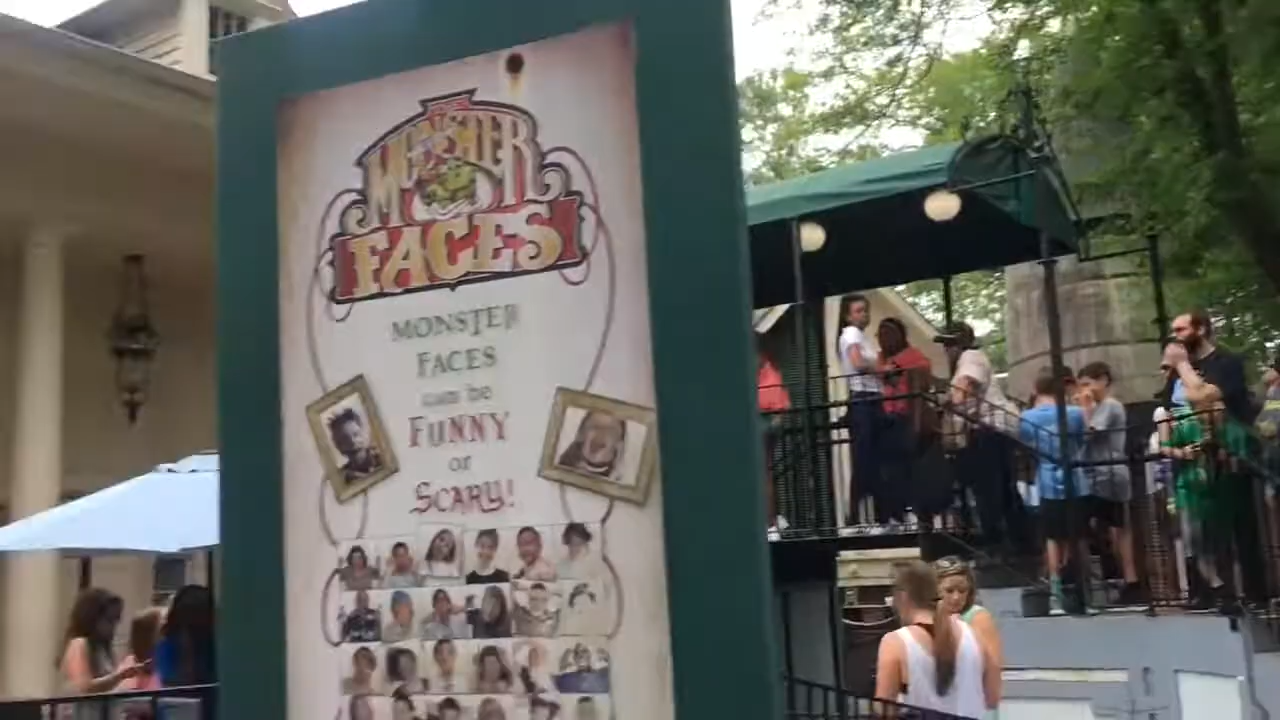 MONSTER
FACES!
MONSTER
FACES
can be
FUNNY
or
SCARY!